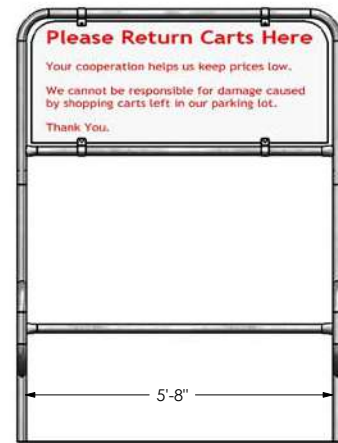 Please Return Carts Here
Your cooperation helps us keep prices low.
We cannot be responsible for damage caused
by shopping carts left in our parking lot.
Thank You.
5'-8"